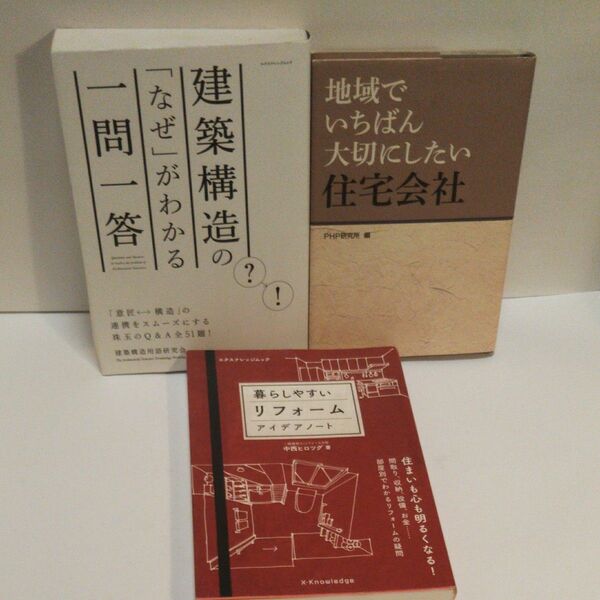 エクスナレッジムック
建築構造の
「なぜ」がわかる
一問一答
?
!
「意匠⟷構造」の
連携をスムーズにする
珠玉のQ&A全51題!
建築構造用語研究会
地域で
いちばん
大切にしたい
住宅会社
PHP研究所 編
エクスナレッジムック
暮らしやすい
リフォーム
アイデアノート
中西ヒロツグ 著
住まいも心も明るくなる!
間取り、収納、設備、お金……
部屋別でわかるリフォームの疑問
X-Knowledge